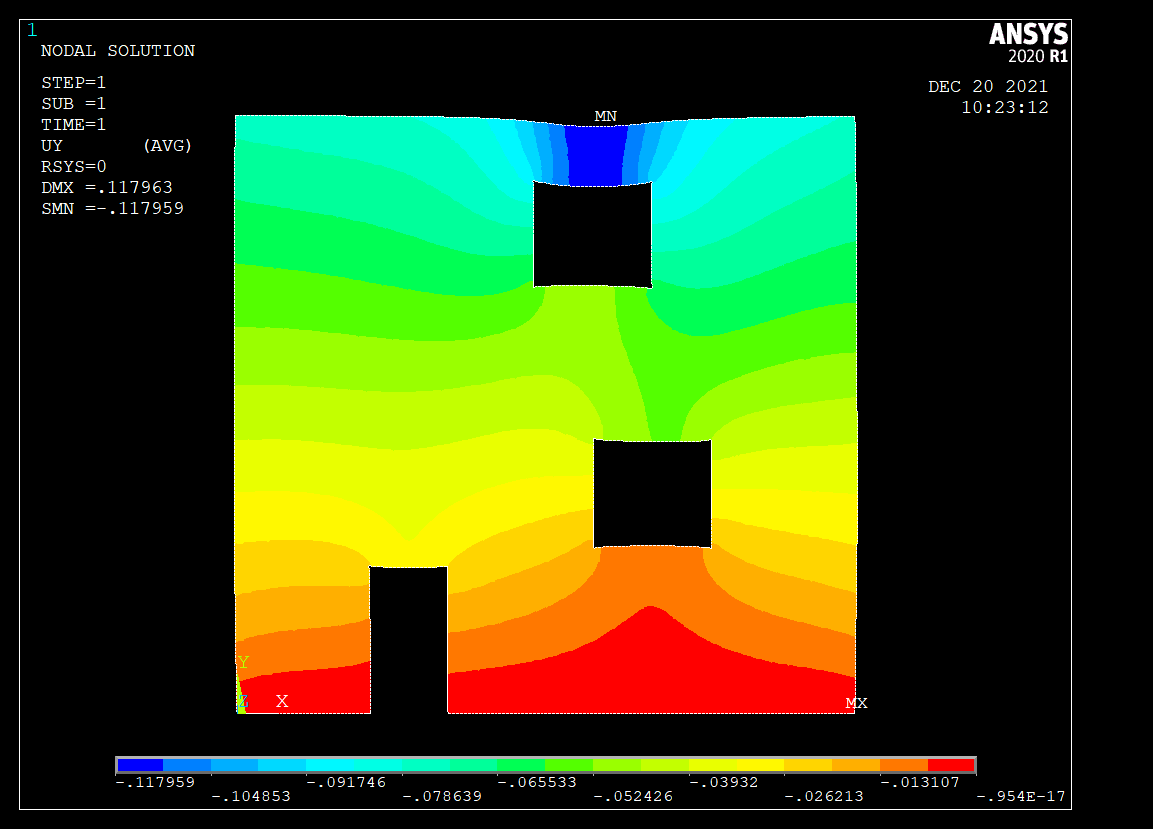 1
NODAL SOLUTION
STEP=1
SUB =1
TIME=1
UY (AVG)
RSYS=0
DMX =.117963
SMN =-.117959
ANSYS
2020 R1
DEC 20 2021
10:23:12
MN
Y
Z X
MX
-.117959 -.091746 -.065533 -.03932 -.013107
-.104853 -.078639 -.052426 -.026213 -.954E-17